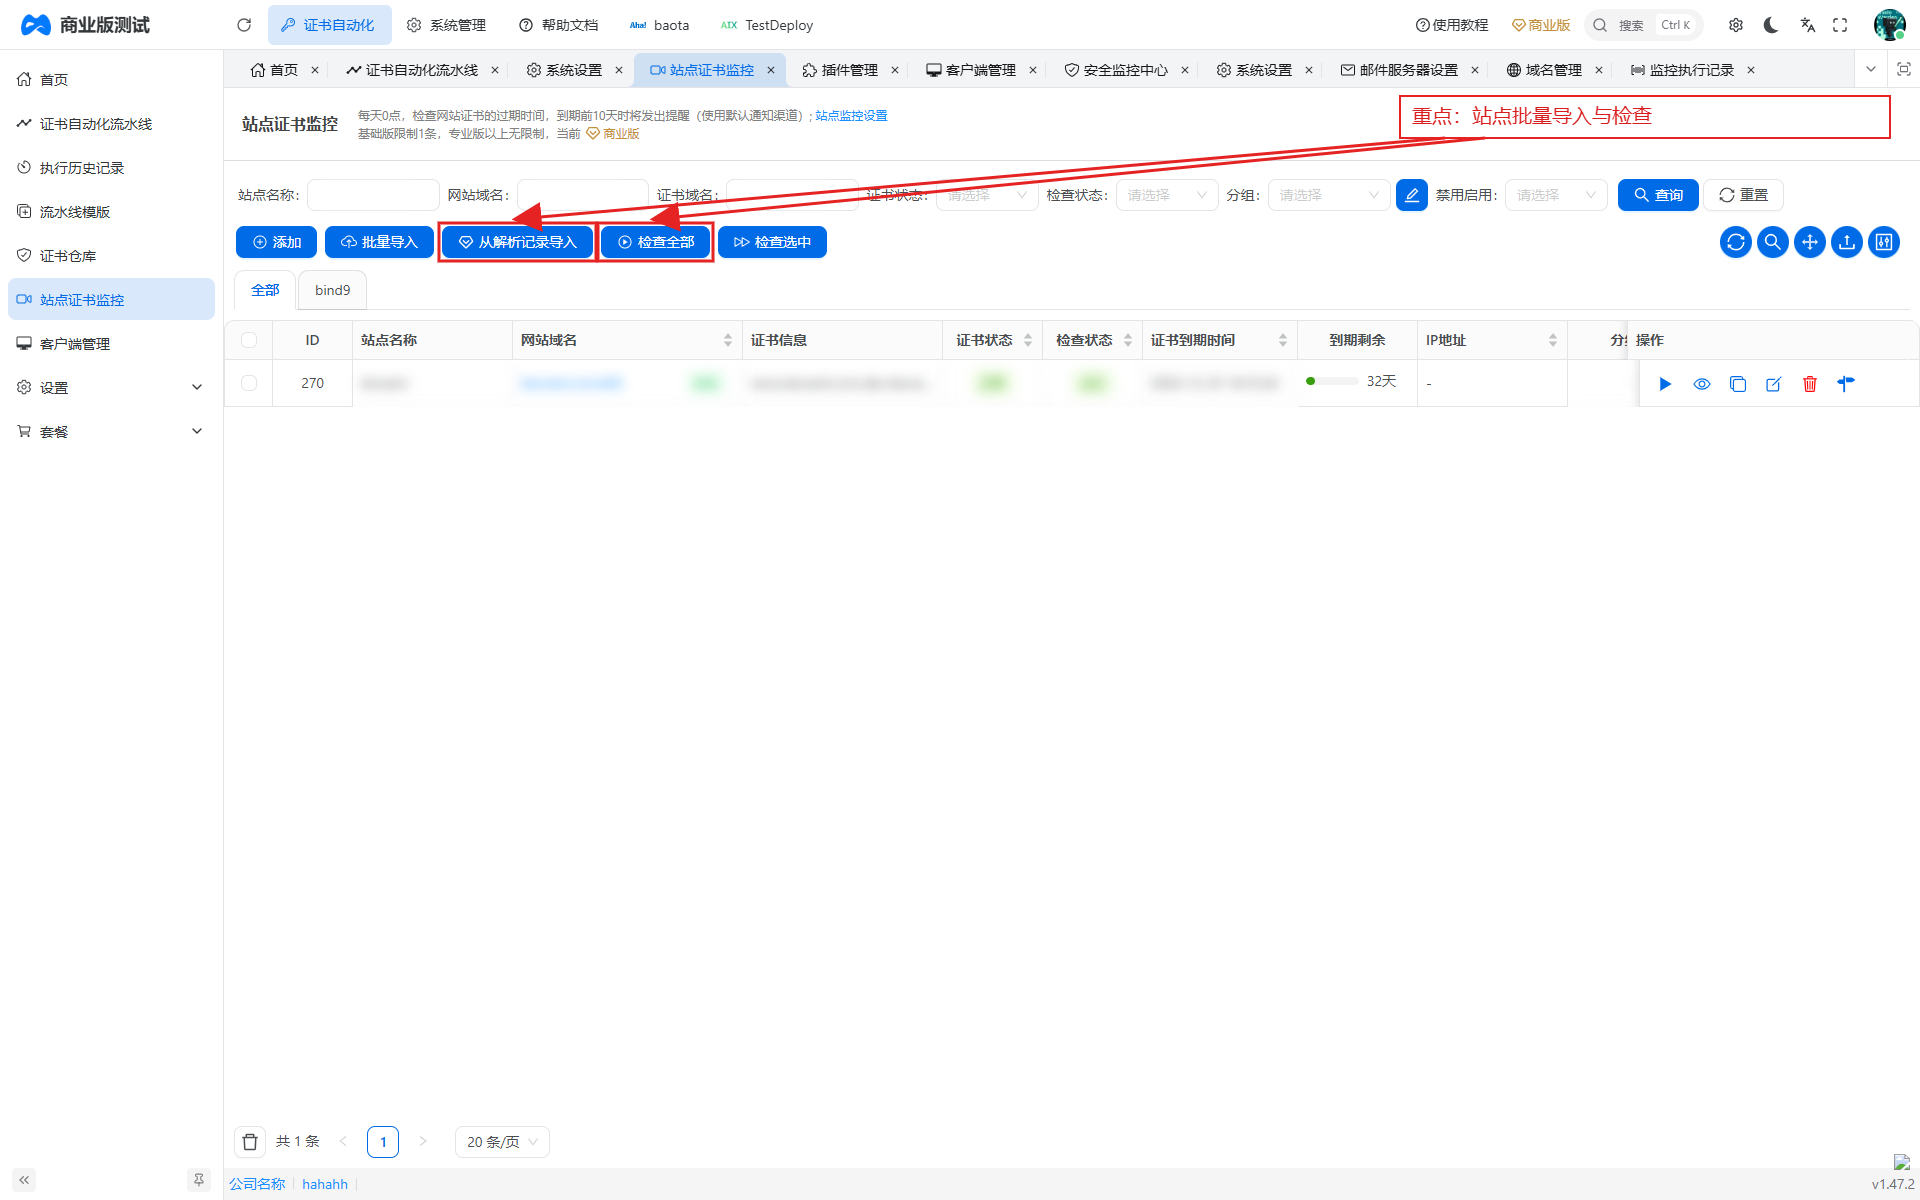 商业版测试
证书自动化
系统管理
帮助文档
Aha! baota
AIX TestDeploy
使用教程
商业版
搜索 Ctrl K
首页
证书自动化流水线
执行历史记录
流水线模版
证书仓库
站点证书监控
客户端管理
设置
套餐
首页 × 证书自动化流水线 × 系统设置 × 站点证书监控 × 插件管理 × 客户端管理 × 安全监控中心 × 系统设置 × 邮件服务器设置 × 域名管理 × 监控执行记录 ×
站点证书监控
每天0点，检查网站证书的过期时间，到期前10天时将发出提醒（使用默认通知渠道）; 站点监控设置
基础版限制1条，专业版以上无限制，当前 商业版
重点：站点批量导入与检查
站点名称: 网站域名: 证书域名: 证书状态: 请选择 检查状态: 请选择 分组: 请选择 禁用启用: 请选择 查询 重置
添加 批量导入 从解析记录导入 检查全部 检查选中
全部 bind9
ID 站点名称 网站域名 证书信息 证书状态 检查状态 证书到期时间 到期剩余 IP地址 操作
270 32天 -
共 1 条 1 20 条/页
公司名称 hahahh
v1.47.2